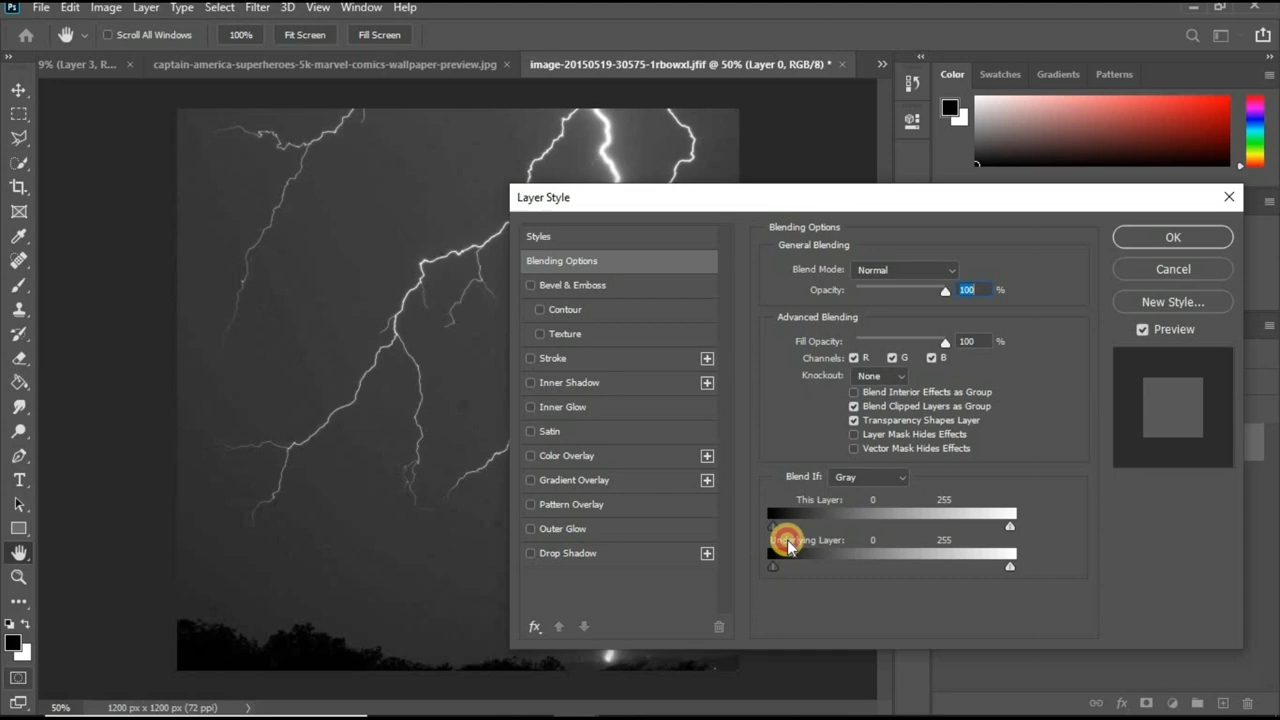 Ps File Edit Image Layer Type Select Filter 3D View Window Help
Scroll All Windows 100% Fit Screen Fill Screen
9% (Layer 3, R... × captain-america-superheroes-5k-marvel-comics-wallpaper-preview.jpg × image-20150519-30575-1rbowxl.jfif @ 50% (Layer 0, RGB/8) * ×
Color Swatches Gradients Patterns
Layer Style
Styles
Blending Options
Bevel & Emboss
Contour
Texture
Stroke
Inner Shadow
Inner Glow
Satin
Color Overlay
Gradient Overlay
Pattern Overlay
Outer Glow
Drop Shadow
fx
Blending Options
General Blending
Blend Mode: Normal
Opacity: 100 %
Advanced Blending
Fill Opacity: 100 %
Channels: R G B
Knockout: None
Blend Interior Effects as Group
Blend Clipped Layers as Group
Transparency Shapes Layer
Layer Mask Hides Effects
Vector Mask Hides Effects
Blend If: Gray
This Layer: 0 255
Underlying Layer: 0 255
OK
Cancel
New Style...
Preview
50% 1200 px x 1200 px (72 ppi)
fx